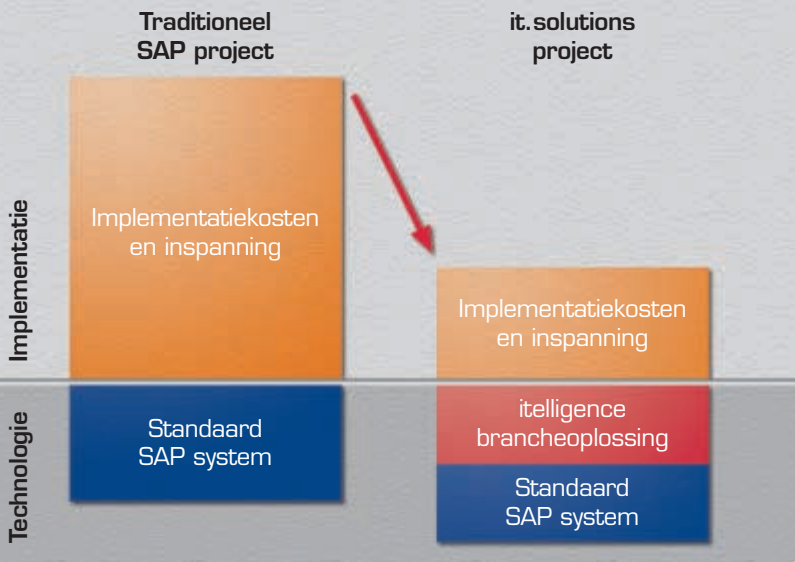 Traditioneel
SAP project
it.solutions
project
Implementatie
Implementatiekosten
en inspanning
Implementatiekosten
en inspanning
Technologie
Standaard
SAP system
itelligence
brancheoplossing
Standaard
SAP system